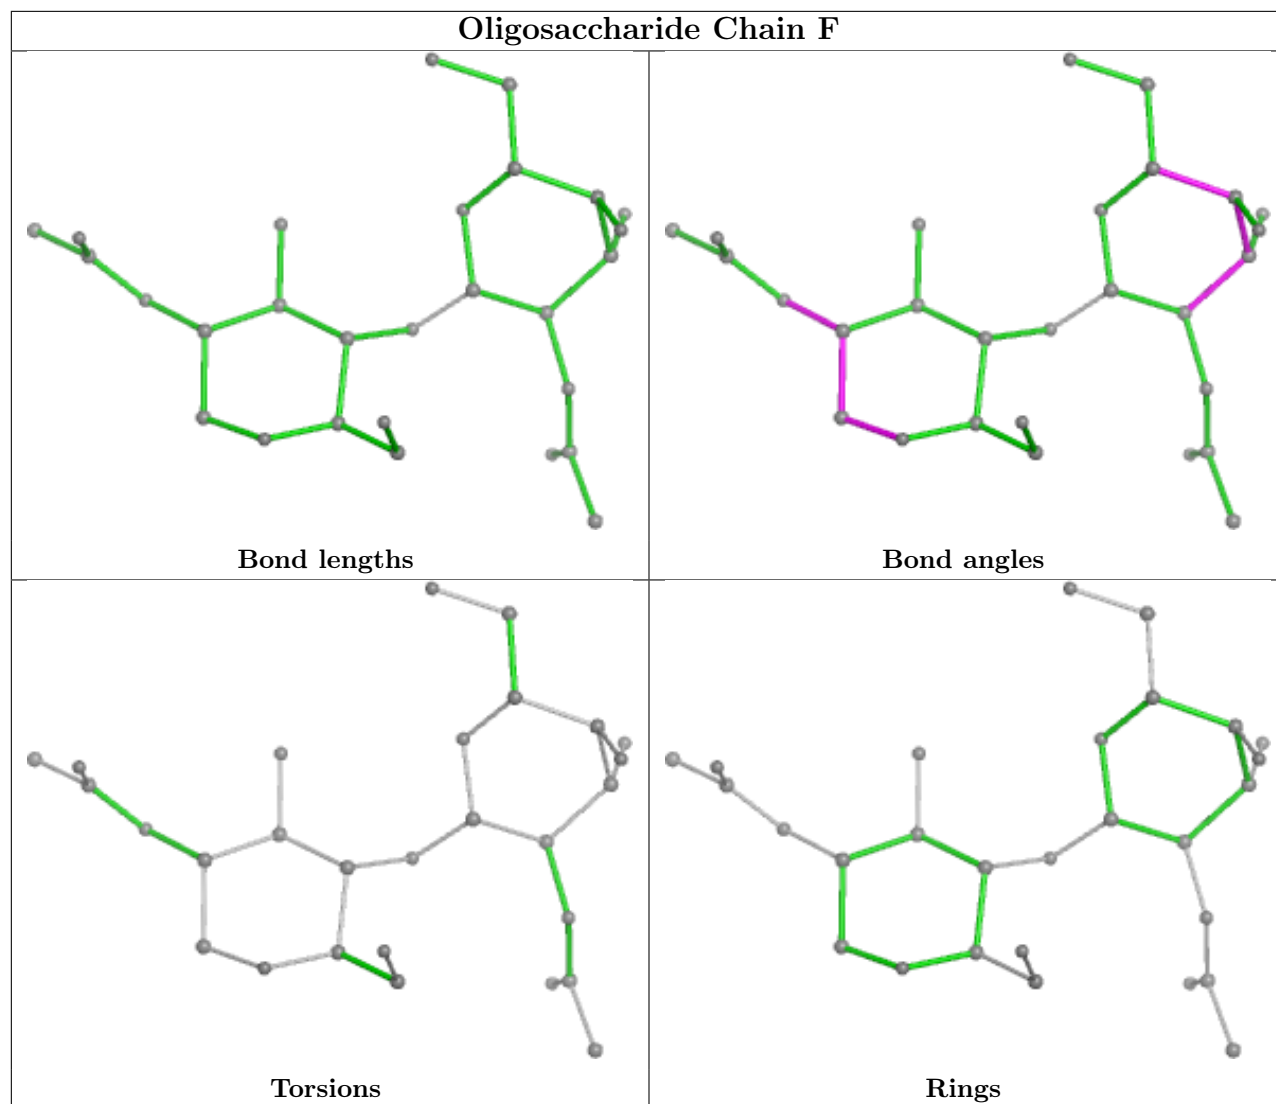 Oligosaccharide Chain F
Bond lengths
Bond angles
Torsions
Rings